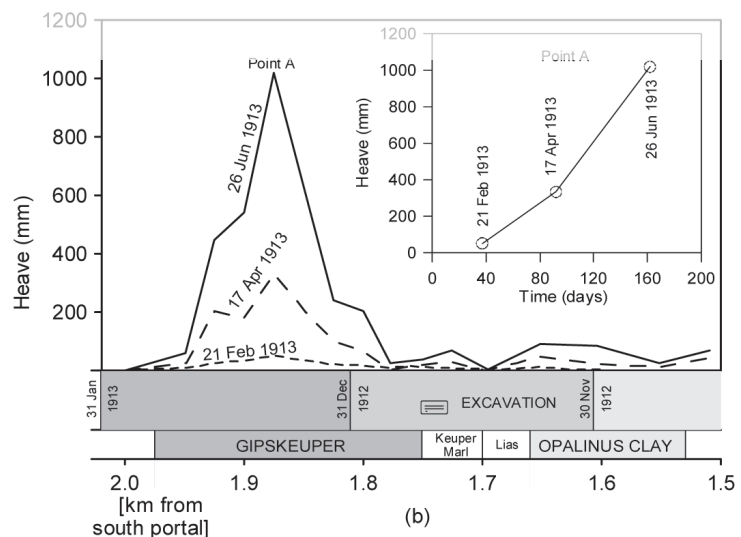 1200
1000
800
600
400
200
Heave (mm)
Point A
26 Jun 1913
17 Apr 1913
21 Feb 1913
1200
1000
800
600
400
200
0
Heave (mm)
Point A
21 Feb 1913
17 Apr 1913
26 Jun 1913
0 40 80 120 160 200
Time (days)
31 Jan
1913
31 Dec
1912
EXCAVATION
30 Nov
1912
GIPSKEUPER
Keuper
Marl
Lias
OPALINUS CLAY
2.0 1.9 1.8 1.7 1.6 1.5
[km from
south portal]
(b)